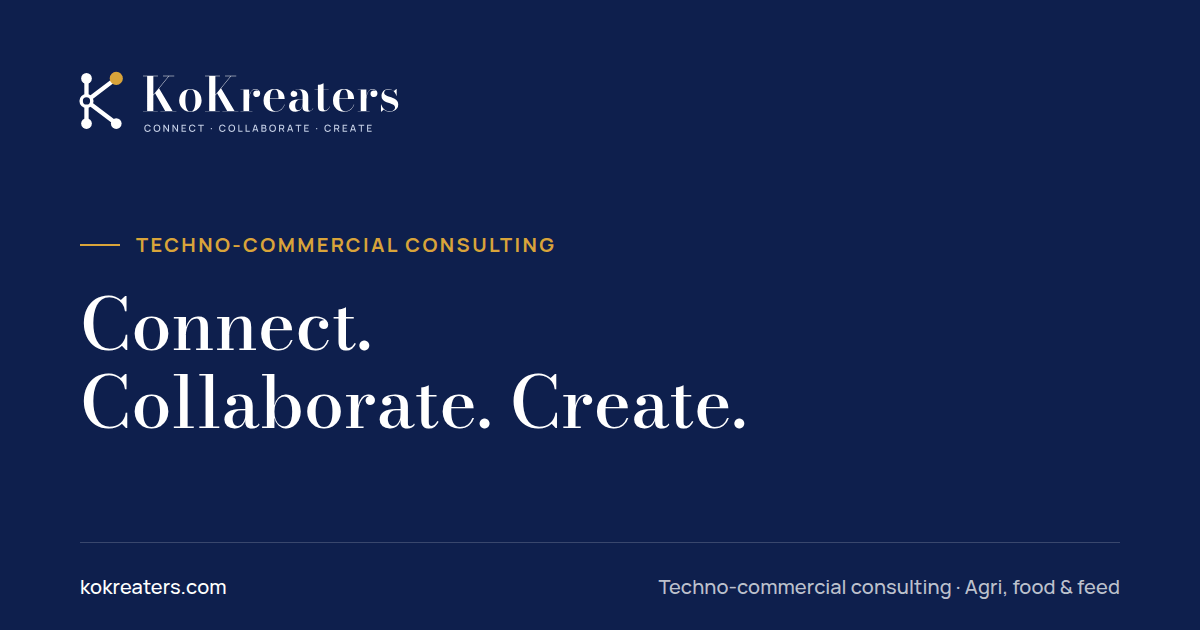 KoKreaters
CONNECT · COLLABORATE · CREATE
TECHNO-COMMERCIAL CONSULTING
Connect.
Collaborate. Create.
kokreaters.com
Techno-commercial consulting · Agri, food & feed